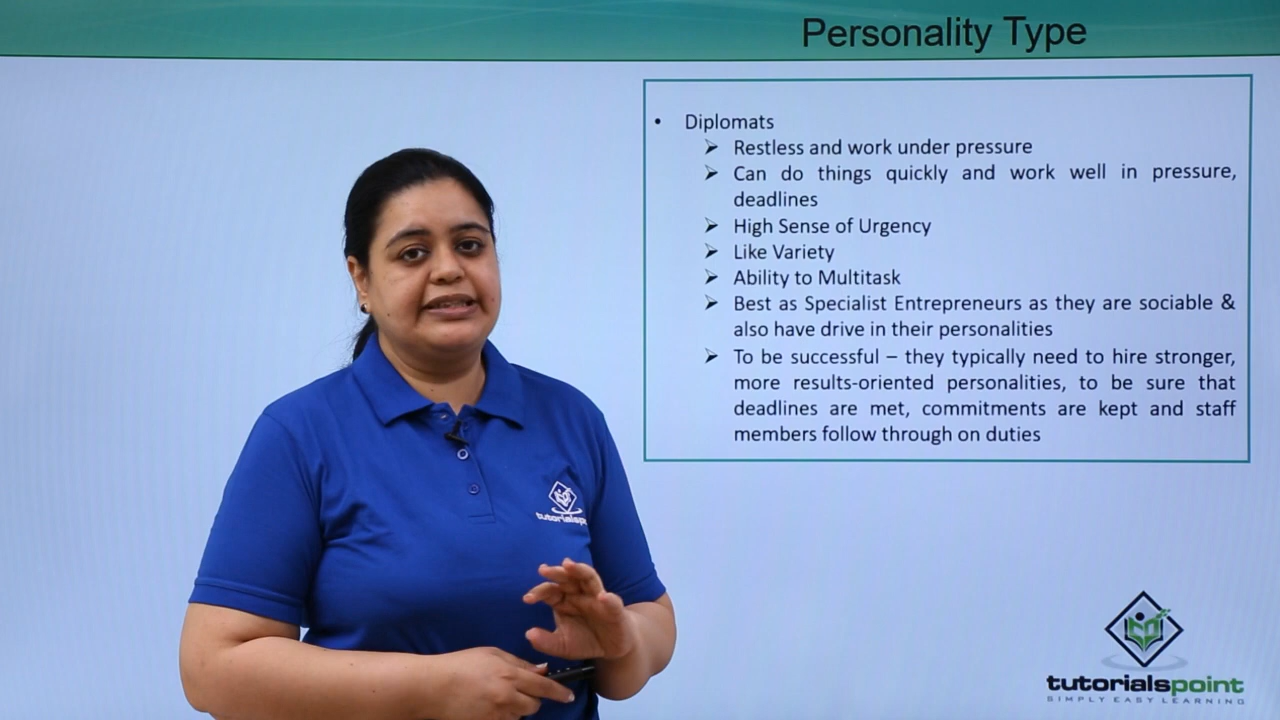 Personality Type
• Diplomats
➢ Restless and work under pressure
➢ Can do things quickly and work well in pressure,
deadlines
➢ High Sense of Urgency
➢ Like Variety
➢ Ability to Multitask
➢ Best as Specialist Entrepreneurs as they are sociable &
also have drive in their personalities
➢ To be successful – they typically need to hire stronger,
more results-oriented personalities, to be sure that
deadlines are met, commitments are kept and staff
members follow through on duties
tutorialspoint
SIMPLY EASY LEARNING